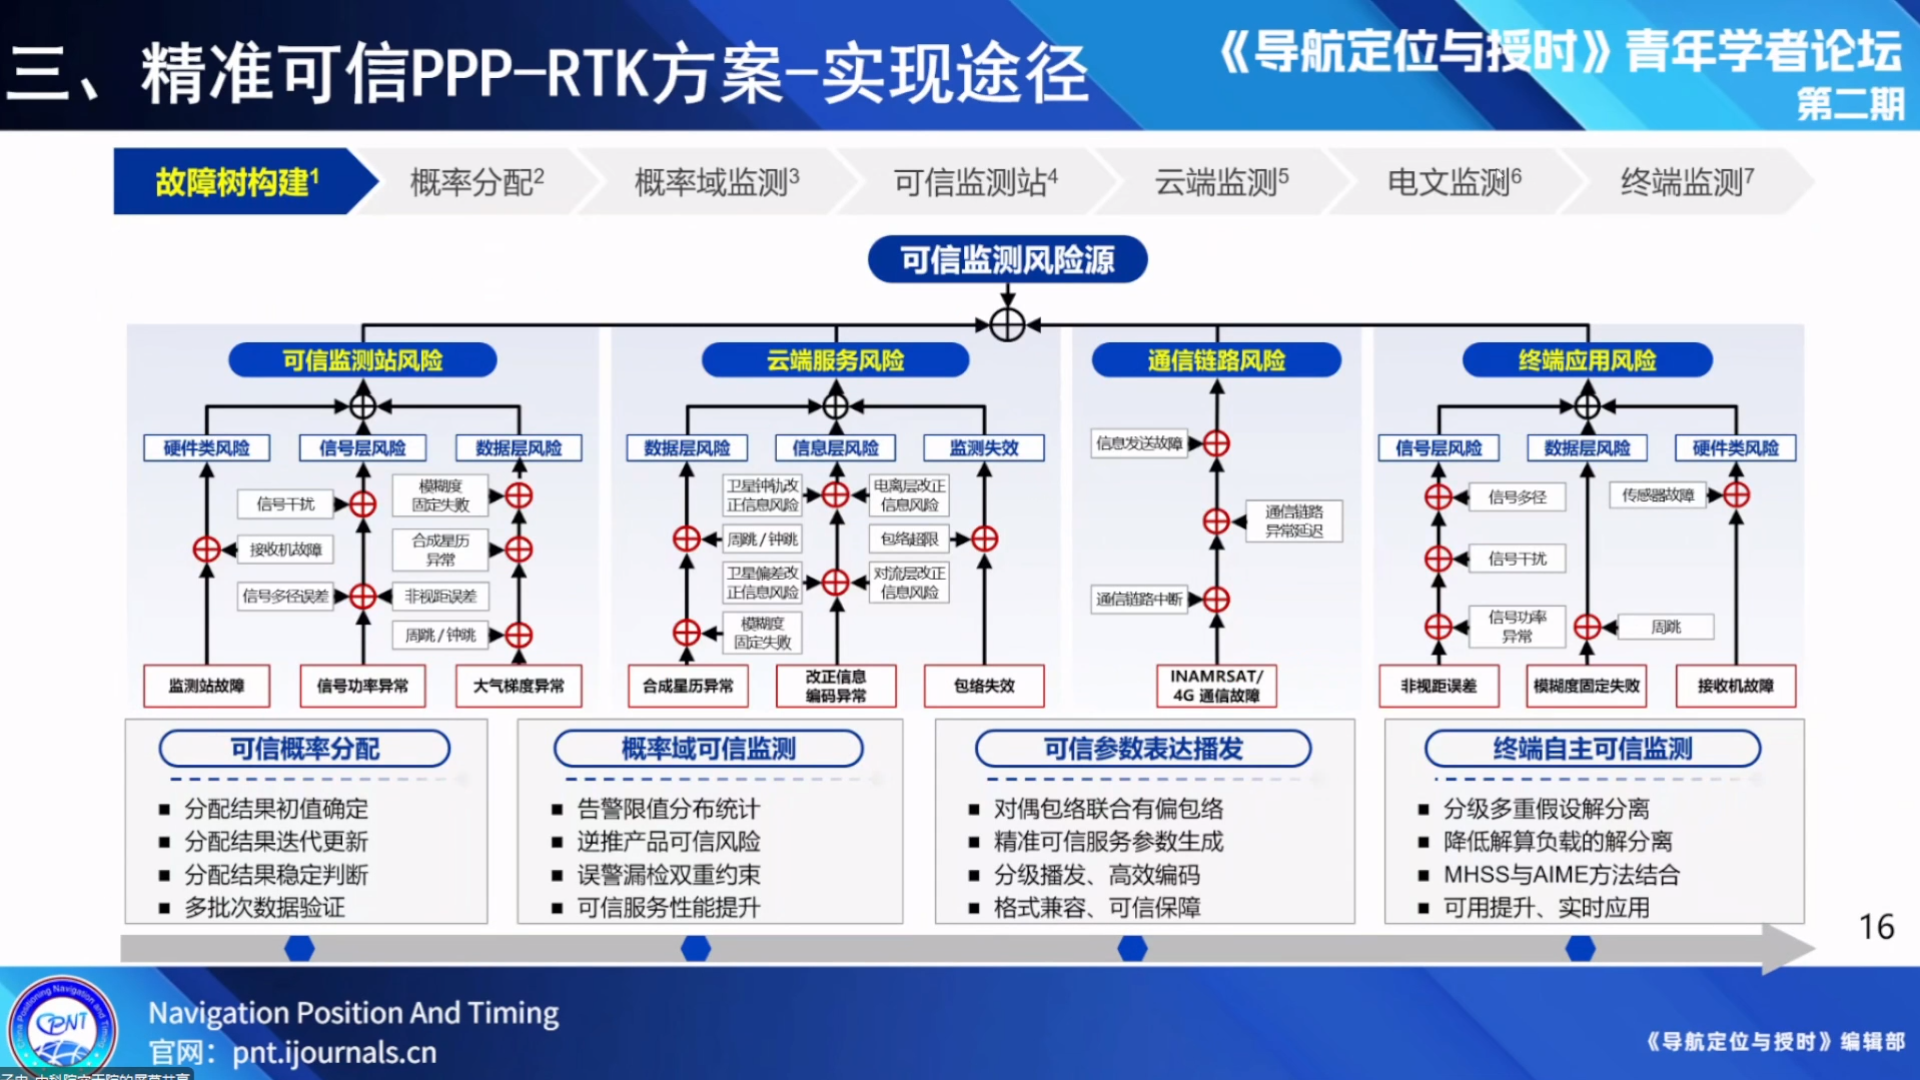 三、精准可信PPP-RTK方案-实现途径
《导航定位与授时》青年学者论坛
第二期
故障树构建1
概率分配2
概率域监测3
可信监测站4
云端监测5
电文监测6
终端监测7
可信监测风险源
可信监测站风险
云端服务风险
通信链路风险
终端应用风险
硬件类风险
信号层风险
数据层风险
信号干扰
模糊度
固定失败
接收机故障
合成星历
异常
信号多径误差
非视距误差
周跳/钟跳
监测站故障
信号功率异常
大气梯度异常
数据层风险
信息层风险
监测失效
卫星钟轨改
正信息风险
电离层改正
信息风险
周跳/钟跳
包络超限
卫星偏差改
正信息风险
对流层改正
信息风险
模糊度
固定失败
合成星历异常
改正信息
编码异常
包络失效
信息发送故障
通信链路
异常延迟
通信链路中断
INAMRSAT/
4G 通信故障
信号层风险
数据层风险
硬件类风险
信号多径
传感器故障
信号干扰
信号功率
异常
周跳
非视距误差
模糊度固定失败
接收机故障
可信概率分配
分配结果初值确定
分配结果迭代更新
分配结果稳定判断
多批次数据验证
概率域可信监测
告警限值分布统计
逆推产品可信风险
误警漏检双重约束
可信服务性能提升
可信参数表达播发
对偶包络联合有偏包络
精准可信服务参数生成
分级播发、高效编码
格式兼容、可信保障
终端自主可信监测
分级多重假设解分离
降低解算负载的解分离
MHSS与AIME方法结合
可用提升、实时应用
16
China Positioning Navigation and Timing
CPNT
Navigation Position And Timing
官网：pnt.ijournals.cn
《导航定位与授时》编辑部